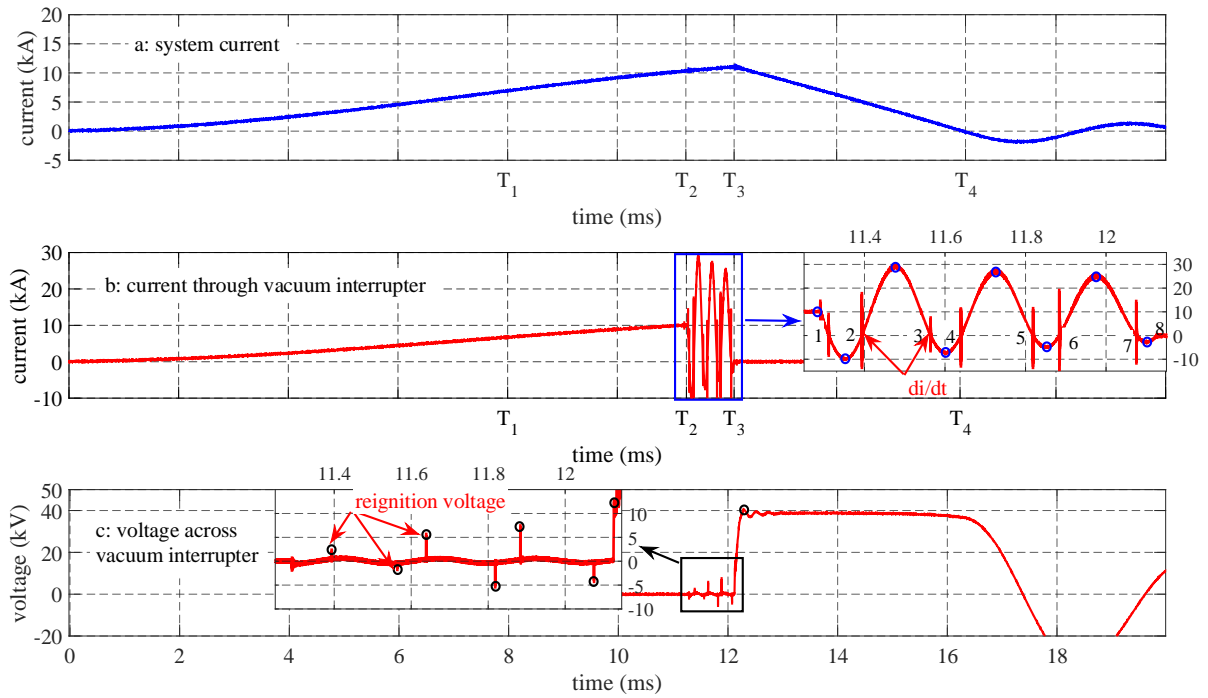 20
15
10
5
0
-5
current (kA)
a: system current
T1
T2
T3
T4
time (ms)
30
20
10
0
-10
current (kA)
b: current through vacuum interrupter
11.4
11.6
11.8
12
30
20
10
0
-10
1
2
3
4
5
6
7
8
di/dt
T1
T2
T3
T4
time (ms)
50
40
20
0
-20
voltage (kV)
c: voltage across
vacuum interrupter
11.4
11.6
11.8
12
reignition voltage
10
5
0
-5
-10
0
2
4
6
8
10
12
14
16
18
time (ms)